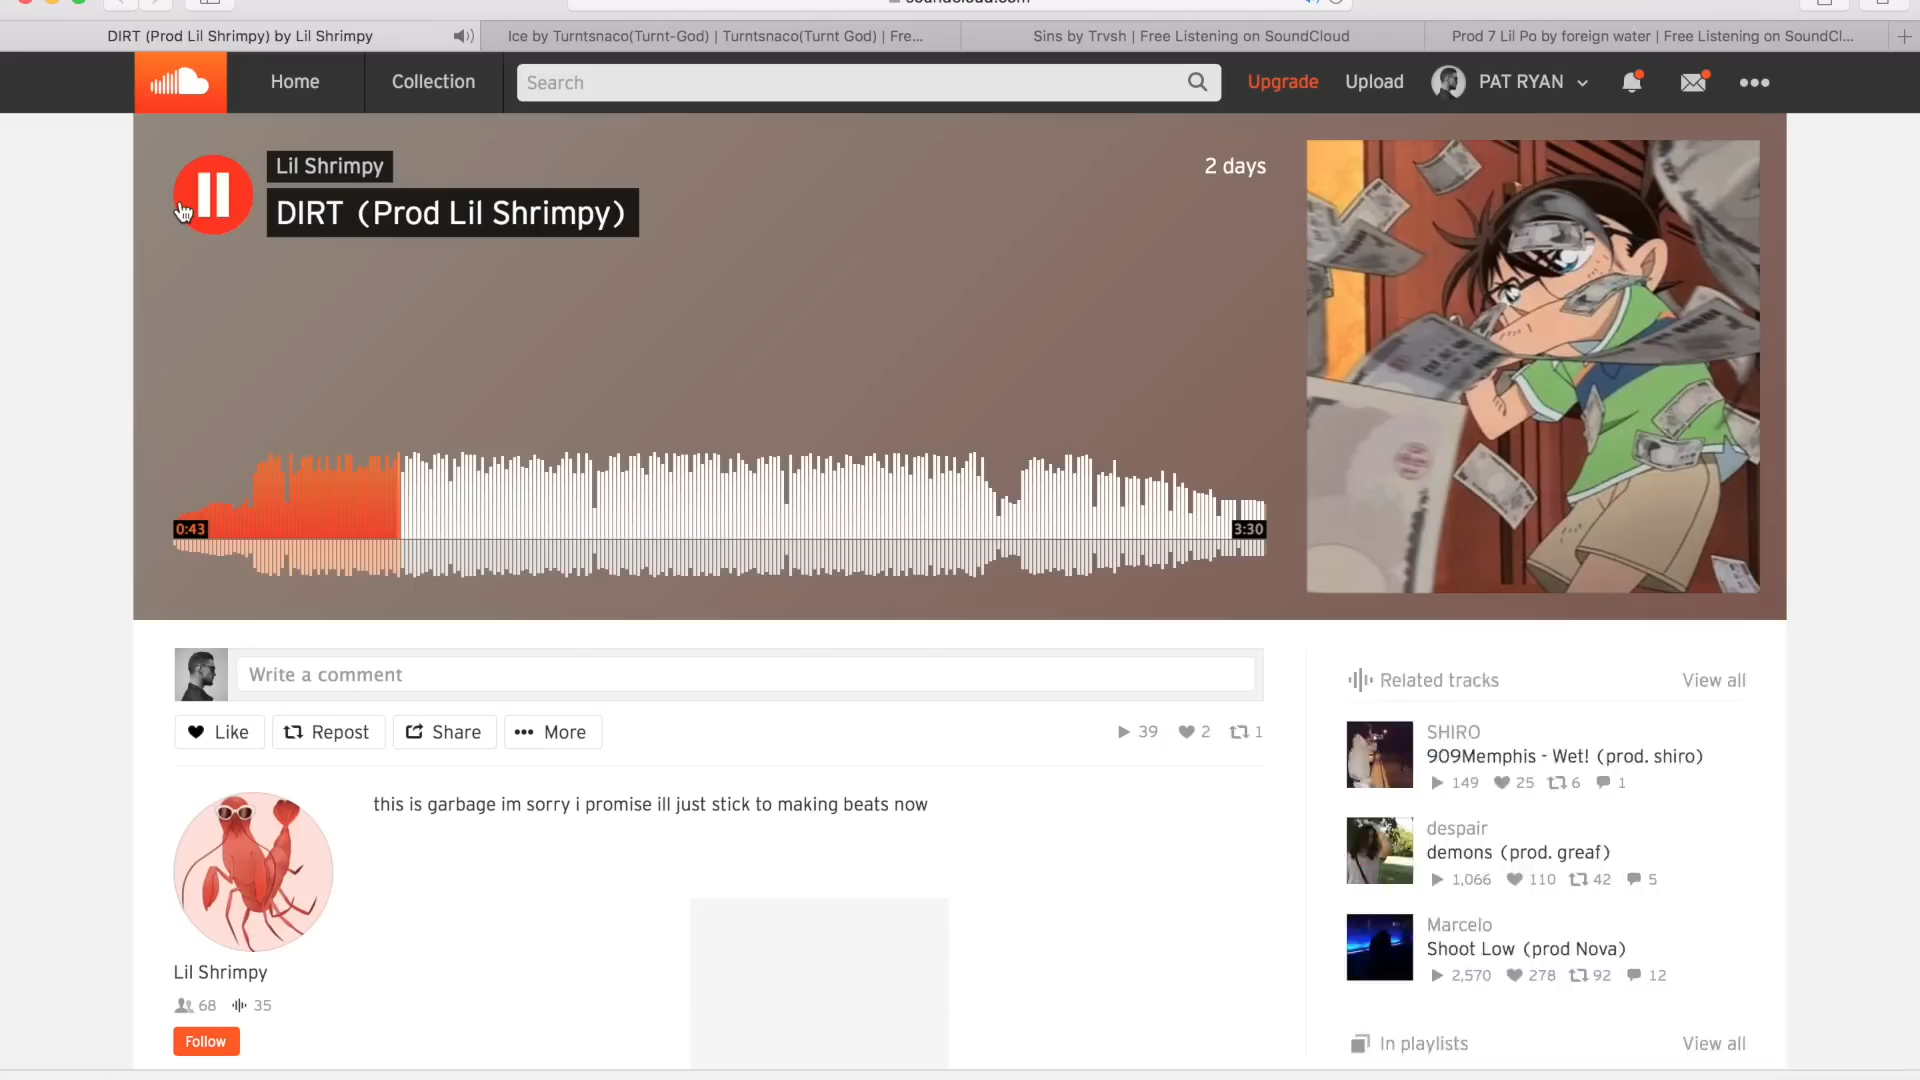 soundcloud.com
DIRT (Prod Lil Shrimpy) by Lil Shrimpy
Ice by Turntsnaco(Turnt-God) | Turntsnaco(Turnt God) | Fre...
Sins by Trvsh | Free Listening on SoundCloud
Prod 7 Lil Po by foreign water | Free Listening on SoundCl...
Home
Collection
Search
Upgrade
Upload
PAT RYAN
Lil Shrimpy
2 days
DIRT (Prod Lil Shrimpy)
0:43
3:30
Write a comment
Like
Repost
Share
More
39
2
1
this is garbage im sorry i promise ill just stick to making beats now
Lil Shrimpy
68
35
Follow
Related tracks
View all
SHIRO
909Memphis - Wet! (prod. shiro)
149
25
6
1
despair
demons (prod. greaf)
1,066
110
42
5
Marcelo
Shoot Low (prod Nova)
2,570
278
92
12
In playlists
View all